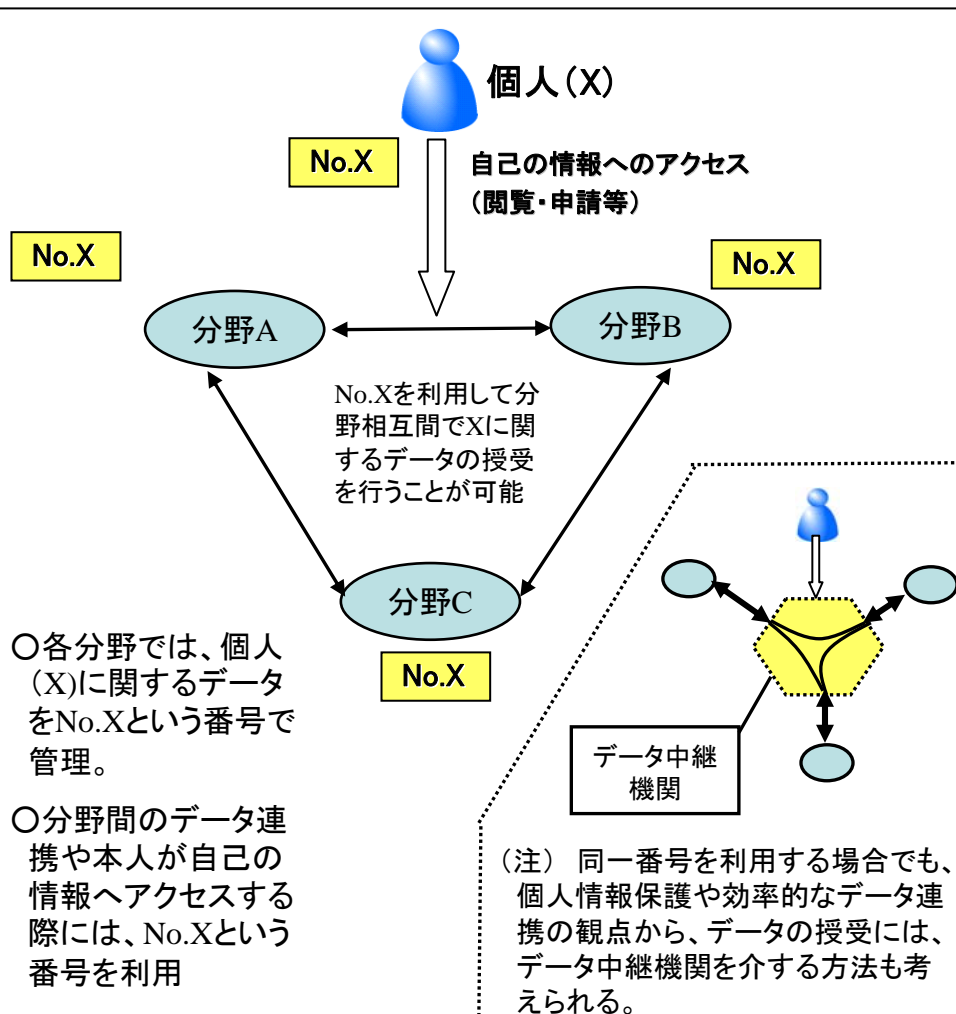 個人(X)
No.X
自己の情報へのアクセス
(閲覧・申請等)
No.X
No.X
分野A
分野B
No.Xを利用して分
野相互間でXに関
するデータの授受
を行うことが可能
分野C
No.X
〇各分野では、個人
(X)に関するデータ
をNo.Xという番号で
管理。
〇分野間のデータ連
携や本人が自己の
情報へアクセスする
際には、No.Xという
番号を利用
データ中継
機関
(注) 同一番号を利用する場合でも、
個人情報保護や効率的なデータ連
携の観点から、データの授受には、
データ中継機関を介する方法も考
えられる。